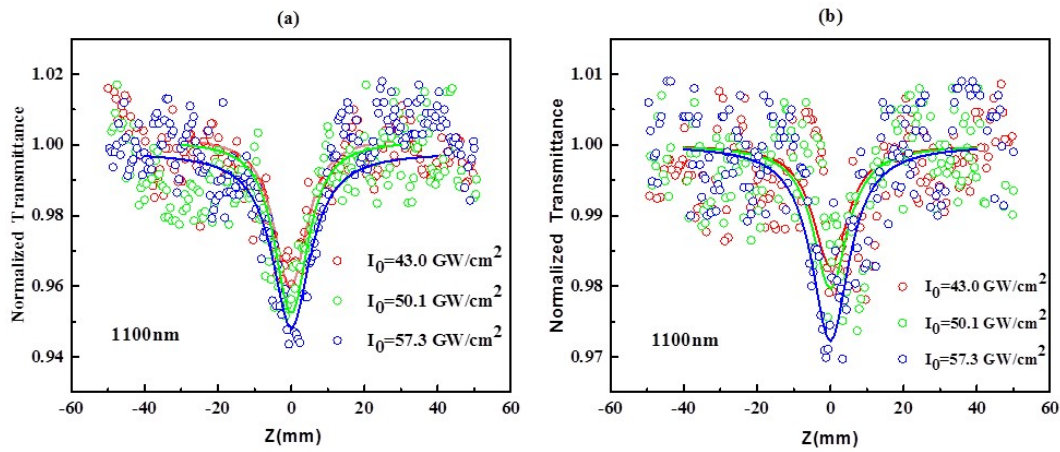 (a)
1.02
1.00
0.98
0.96
0.94
Normalized Transmittance
I0=43.0 GW/cm2
I0=50.1 GW/cm2
I0=57.3 GW/cm2
1100nm
-60 -40 -20 0 20 40 60
Z(mm)
(b)
1.01
1.00
0.99
0.98
0.97
Normalized Transmittance
I0=43.0 GW/cm2
I0=50.1 GW/cm2
I0=57.3 GW/cm2
1100nm
-60 -40 -20 0 20 40 60
Z(mm)